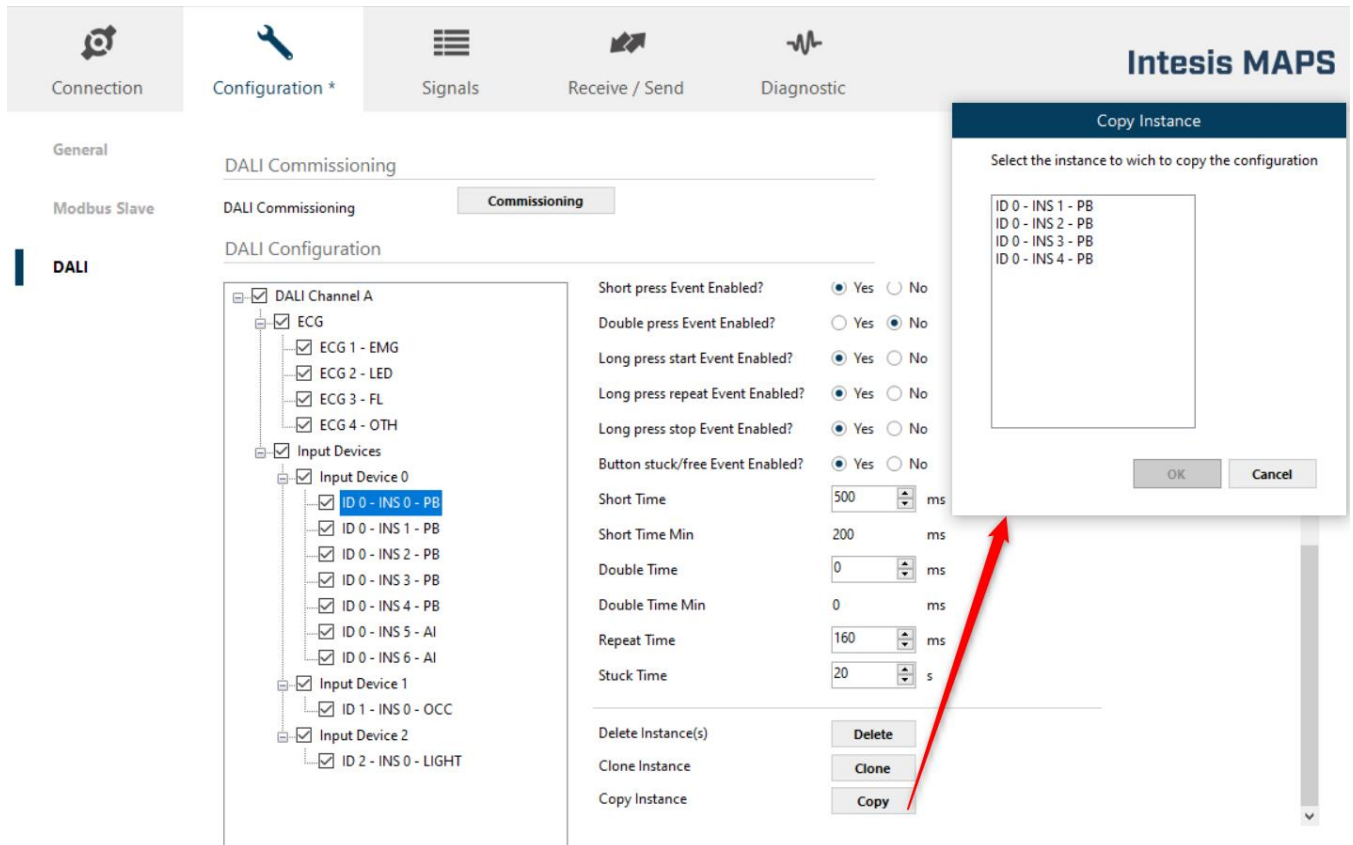 Connection
Configuration *
Signals
Receive / Send
Diagnostic
Intesis MAPS
General
Modbus Slave
DALI
DALI Commissioning
DALI Commissioning
Commissioning
DALI Configuration
DALI Channel A
ECG
ECG 1 - EMG
ECG 2 - LED
ECG 3 - FL
ECG 4 - OTH
Input Devices
Input Device 0
ID 0 - INS 0 - PB
ID 0 - INS 1 - PB
ID 0 - INS 2 - PB
ID 0 - INS 3 - PB
ID 0 - INS 4 - PB
ID 0 - INS 5 - AI
ID 0 - INS 6 - AI
Input Device 1
ID 1 - INS 0 - OCC
Input Device 2
ID 2 - INS 0 - LIGHT
Short press Event Enabled? Yes No
Double press Event Enabled? Yes No
Long press start Event Enabled? Yes No
Long press repeat Event Enabled? Yes No
Long press stop Event Enabled? Yes No
Button stuck/free Event Enabled? Yes No
Short Time 500 ms
Short Time Min 200 ms
Double Time 0 ms
Double Time Min 0 ms
Repeat Time 160 ms
Stuck Time 20 s
Delete Instance(s) Delete
Clone Instance Clone
Copy Instance Copy
Copy Instance
Select the instance to wich to copy the configuration
ID 0 - INS 1 - PB
ID 0 - INS 2 - PB
ID 0 - INS 3 - PB
ID 0 - INS 4 - PB
OK Cancel